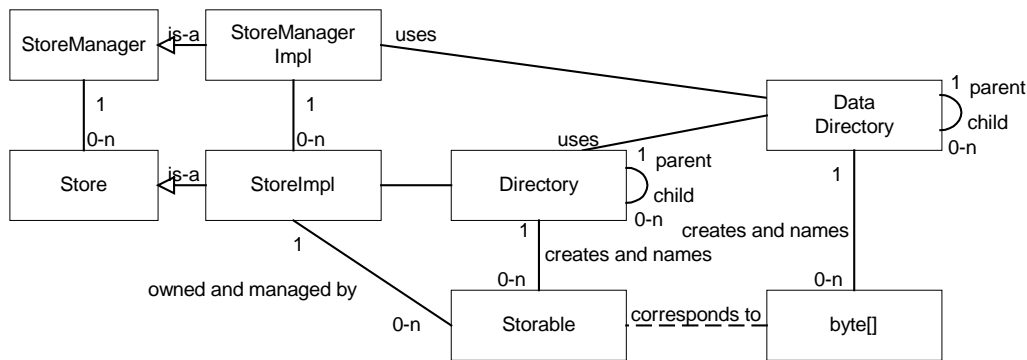 StoreManager
is-a
StoreManager
Impl
uses
1
0-n
1
0-n
Data
Directory
1
parent
child
0-n
Store
is-a
StoreImpl
uses
Directory
1
parent
child
0-n
1
creates and names
0-n
1
creates and names
0-n
1
owned and managed by
0-n
Storable
corresponds to
byte[]